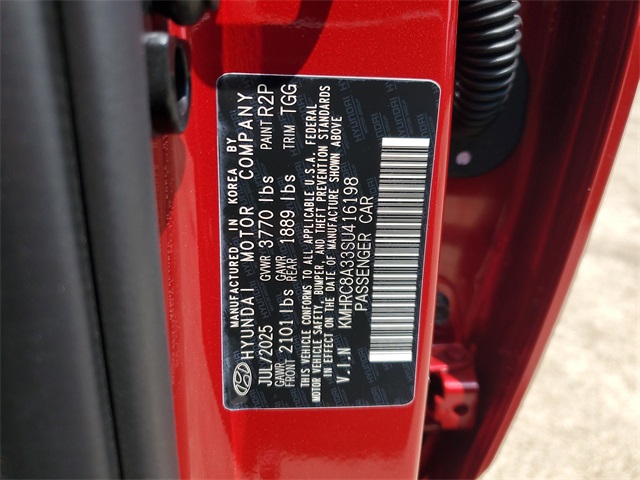 MANUFACTURED IN KOREA BY
HYUNDAI MOTOR COMPANY
JUL/2025 GVWR 3770 lbs PAINT R2P
GAWR FRONT 2101 lbs GAWR REAR 1889 lbs TRIM TGG
THIS VEHICLE CONFORMS TO ALL APPLICABLE U.S.A. FEDERAL
MOTOR VEHICLE SAFETY, BUMPER, AND THEFT PREVENTION STANDARDS
IN EFFECT ON THE DATE OF MANUFACTURE SHOWN ABOVE
V.I.N KMHRC8A33SU416198
PASSENGER CAR